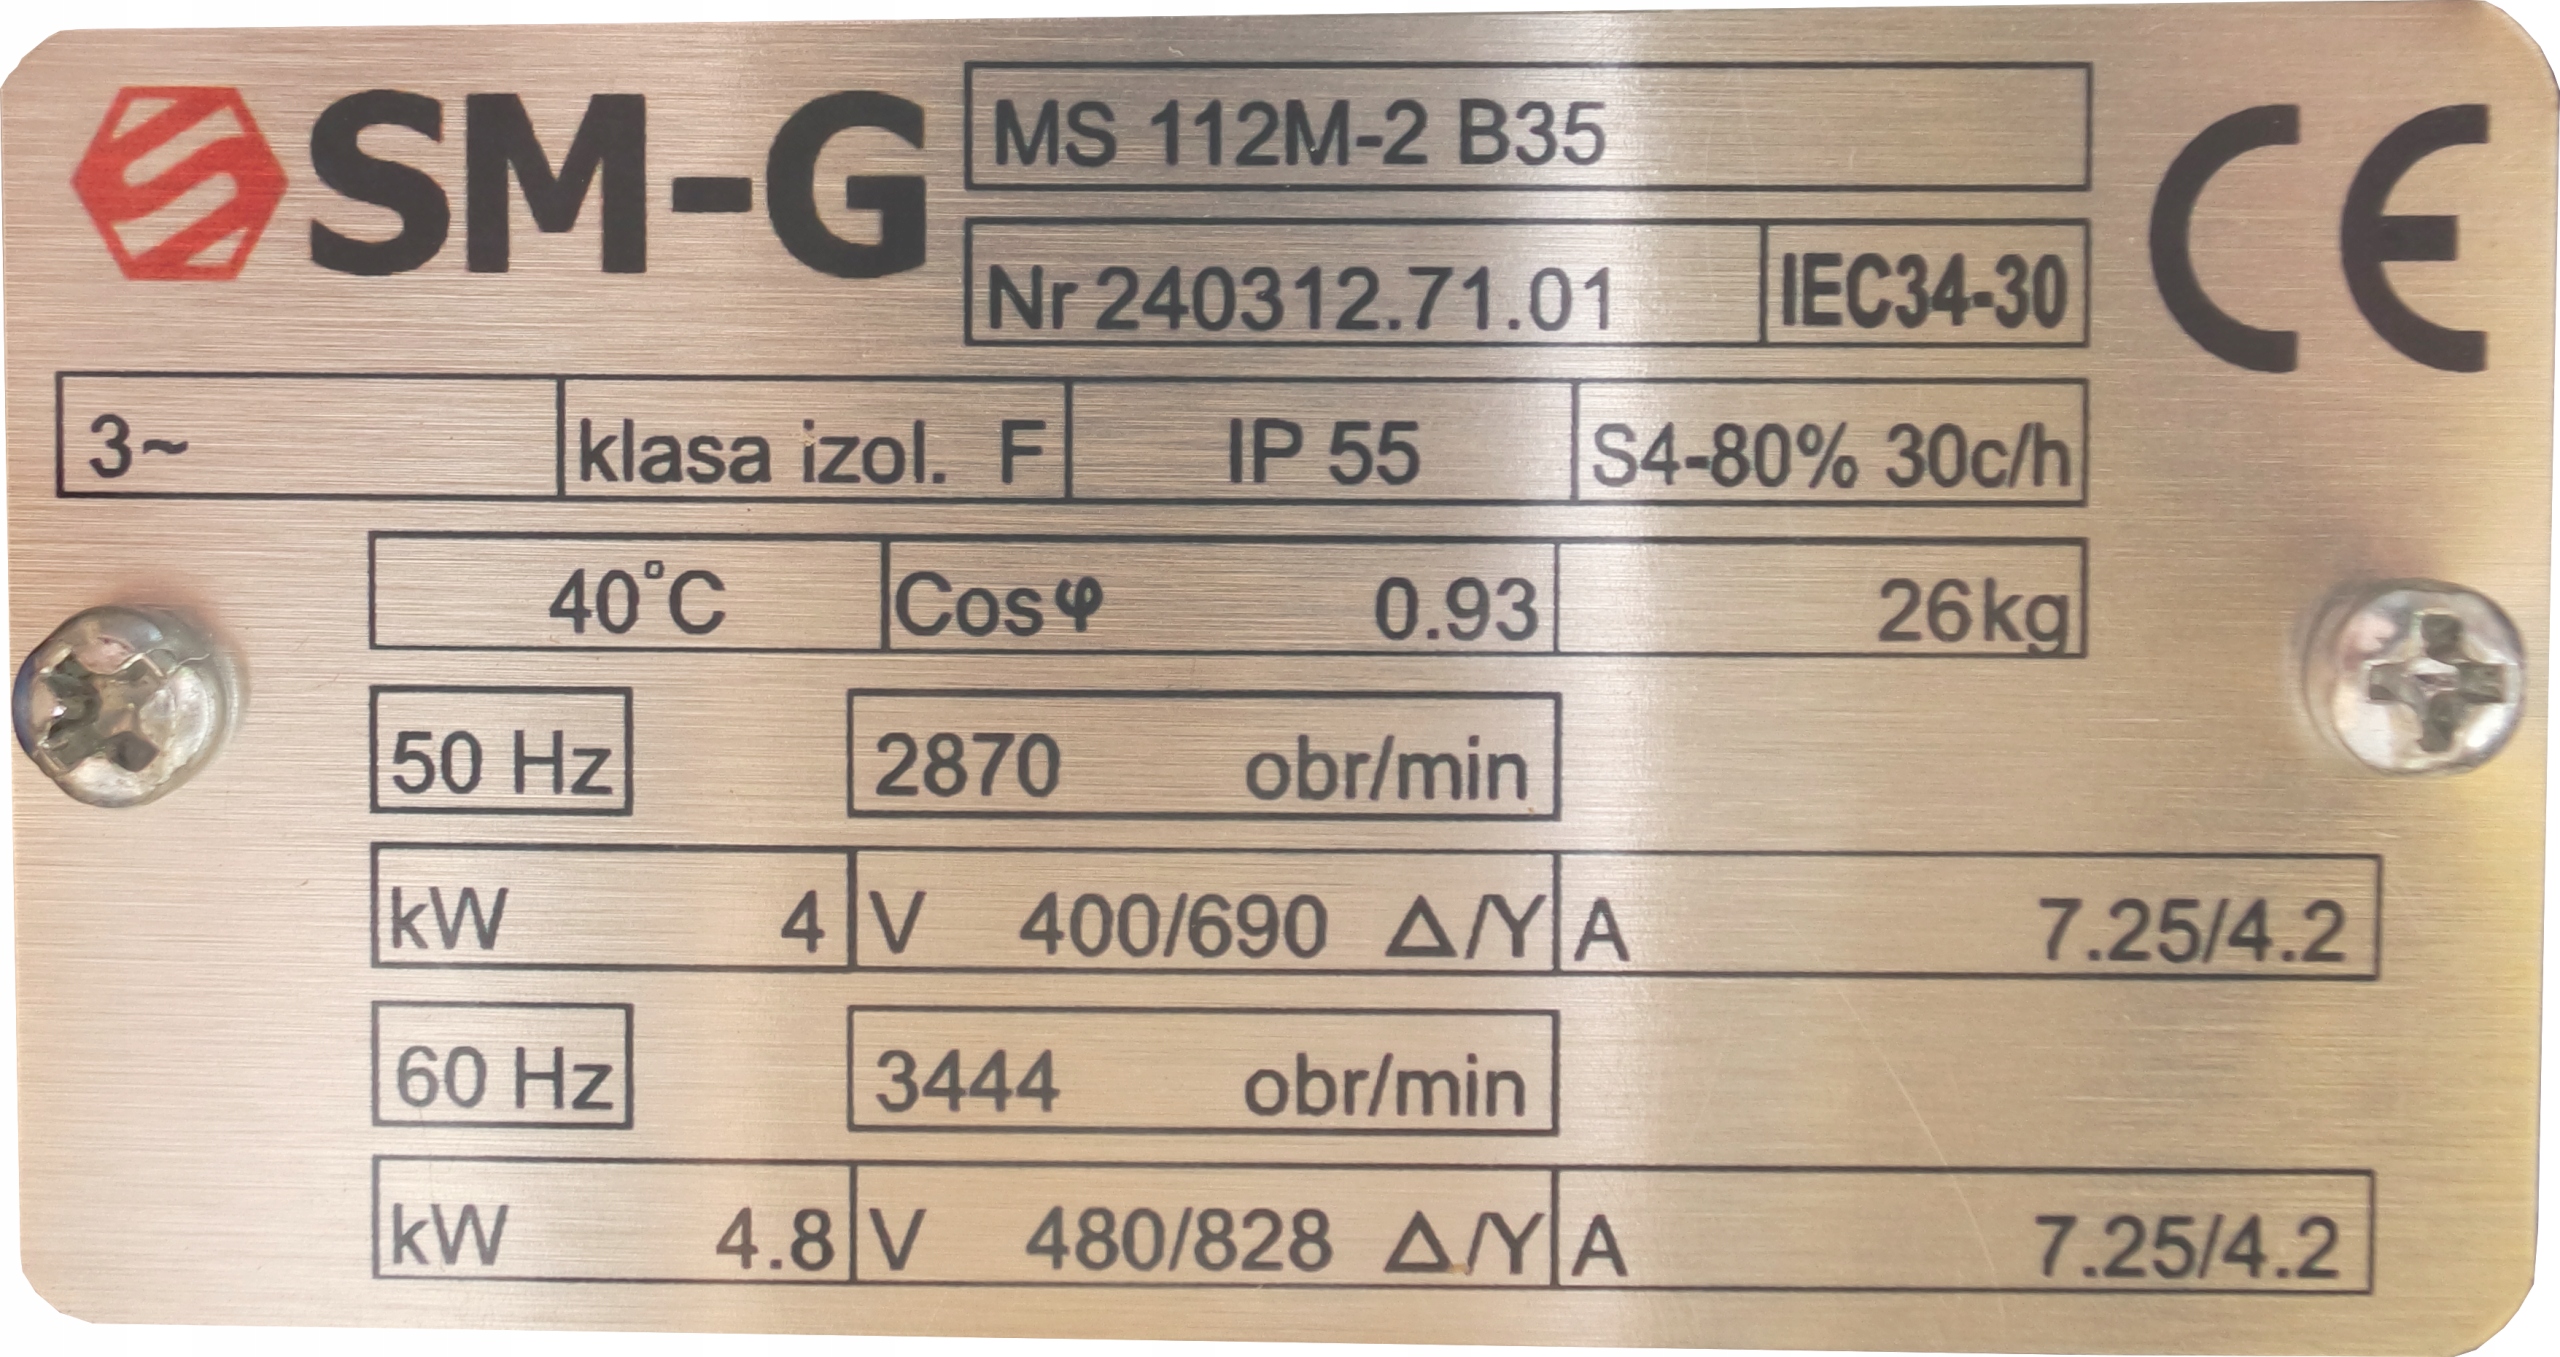 SM-G
MS 112M-2 B35
CE
Nr 240312.71.01 IEC34-30
3~ klasa izol. F IP 55 S4-80% 30c/h
40°C Cosφ 0.93 26kg
50 Hz 2870 obr/min
kW 4 V 400/690 Δ/Y A 7.25/4.2
60 Hz 3444 obr/min
kW 4.8 V 480/828 Δ/Y A 7.25/4.2